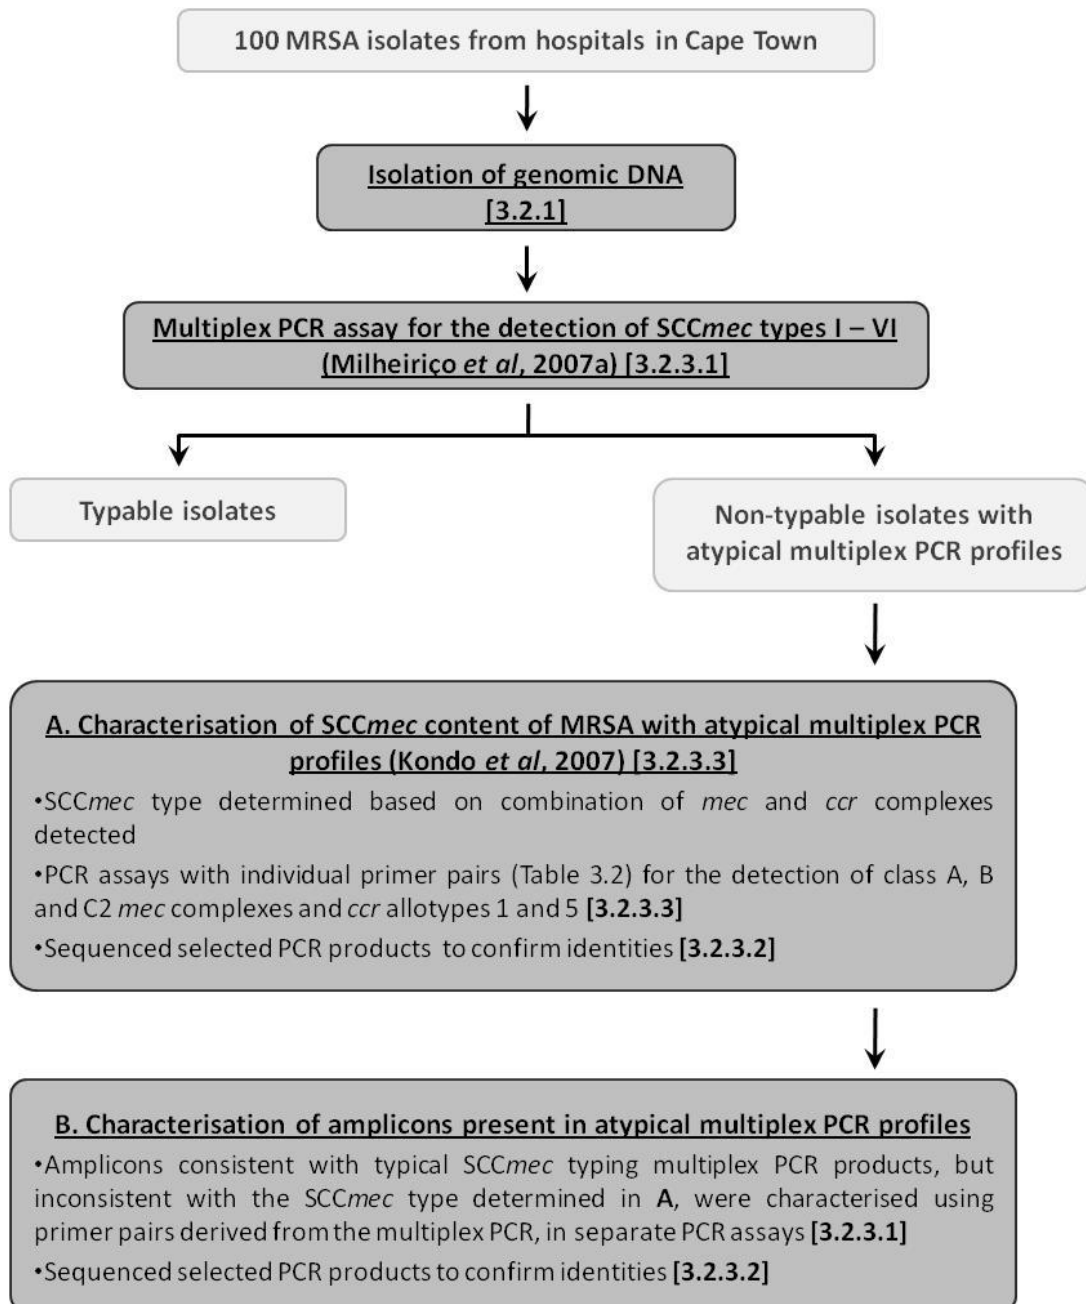 100 MRSA isolates from hospitals in Cape Town
Isolation of genomic DNA
[3.2.1]
Multiplex PCR assay for the detection of SCCmec types I – VI
(Milheiriço et al, 2007a) [3.2.3.1]
Typable isolates
Non-typable isolates with
atypical multiplex PCR profiles
A. Characterisation of SCCmec content of MRSA with atypical multiplex PCR
profiles (Kondo et al, 2007) [3.2.3.3]
•SCCmec type determined based on combination of mec and ccr complexes
detected
•PCR assays with individual primer pairs (Table 3.2) for the detection of class A, B
and C2 mec complexes and ccr allotypes 1 and 5 [3.2.3.3]
•Sequenced selected PCR products to confirm identities [3.2.3.2]
B. Characterisation of amplicons present in atypical multiplex PCR profiles
•Amplicons consistent with typical SCCmec typing multiplex PCR products, but
inconsistent with the SCCmec type determined in A, were characterised using
primer pairs derived from the multiplex PCR, in separate PCR assays [3.2.3.1]
•Sequenced selected PCR products to confirm identities [3.2.3.2]